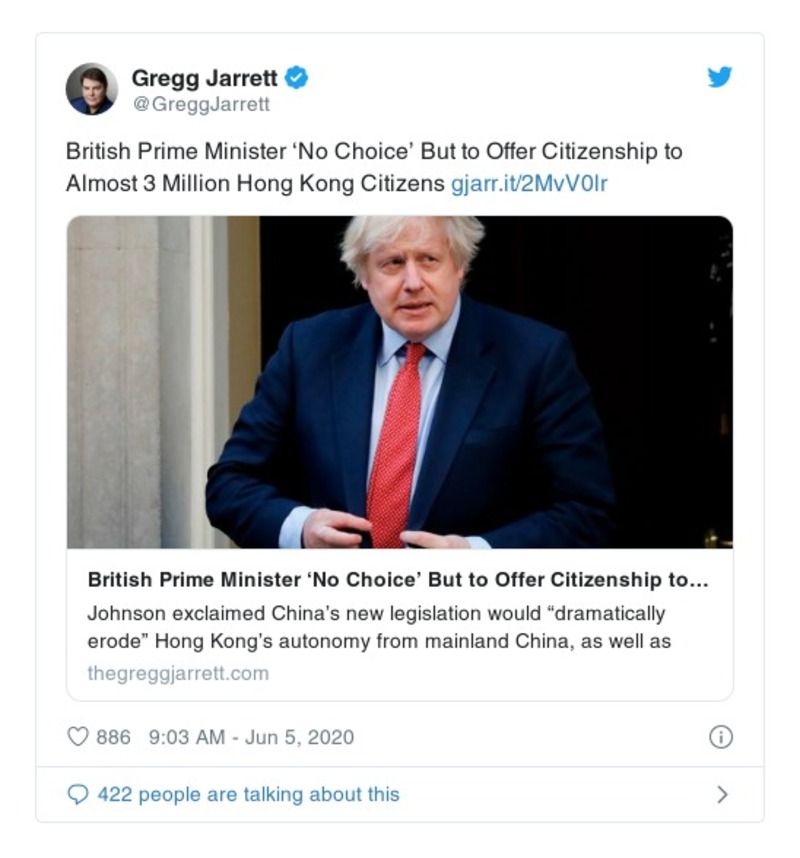 Gregg Jarrett
@GreggJarrett
British Prime Minister ‘No Choice’ But to Offer Citizenship to
Almost 3 Million Hong Kong Citizens gjarr.it/2MvV0lr
British Prime Minister ‘No Choice’ But to Offer Citizenship to...
Johnson exclaimed China’s new legislation would “dramatically
erode” Hong Kong’s autonomy from mainland China, as well as
thegreggjarrett.com
886 9:03 AM - Jun 5, 2020
422 people are talking about this